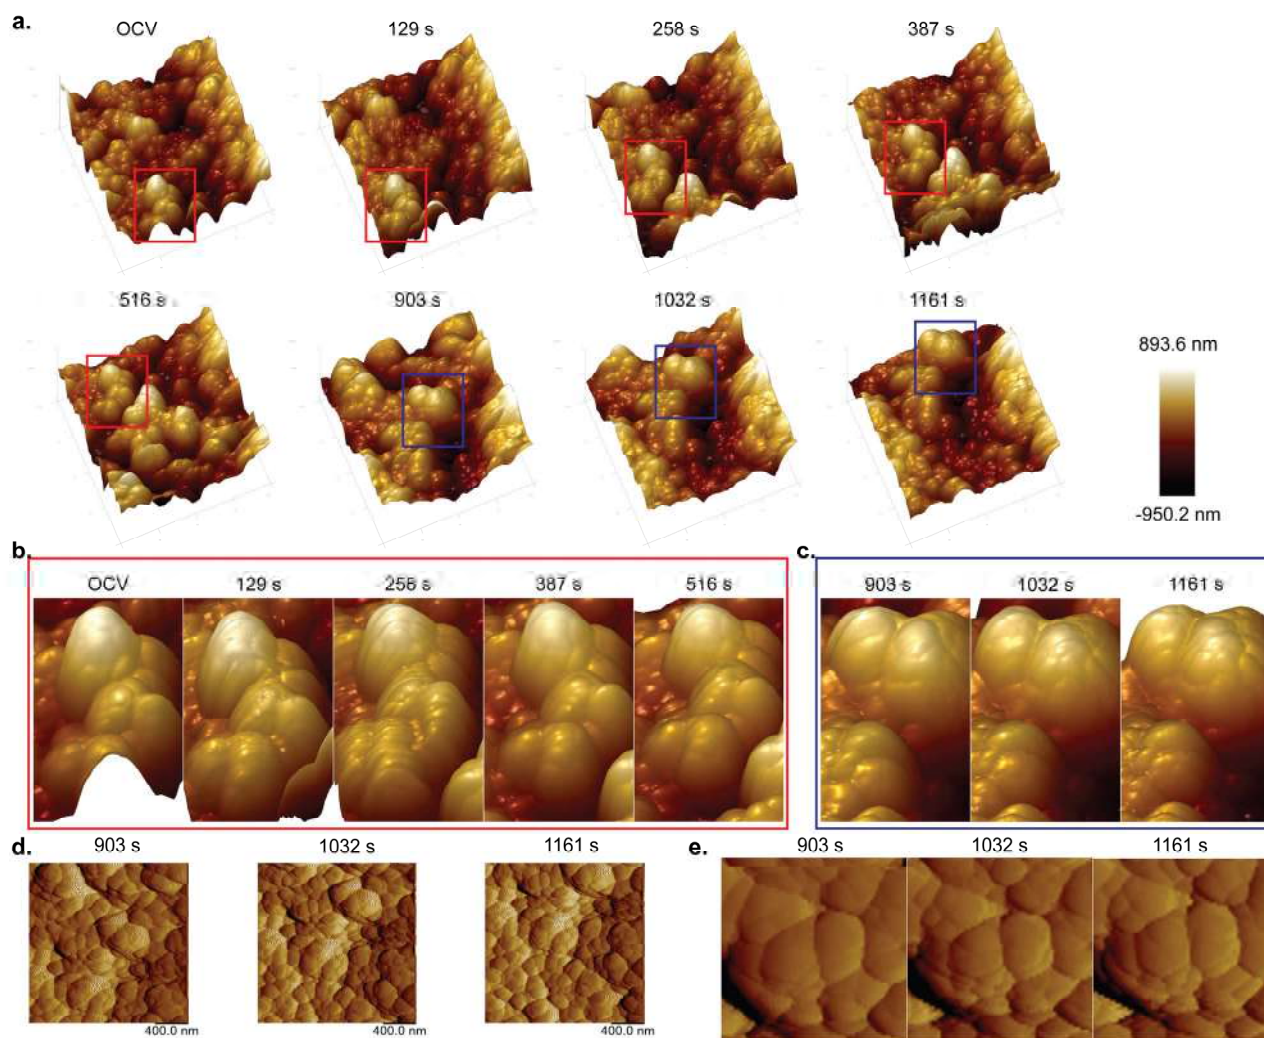 a.
OCV 129 s 258 s 387 s
516 s 903 s 1032 s 1161 s
893.6 nm
-950.2 nm
b. c.
OCV 129 s 258 s 387 s 516 s 903 s 1032 s 1161 s
d. 903 s 1032 s 1161 s e. 903 s 1032 s 1161 s
400.0 nm 400.0 nm 400.0 nm